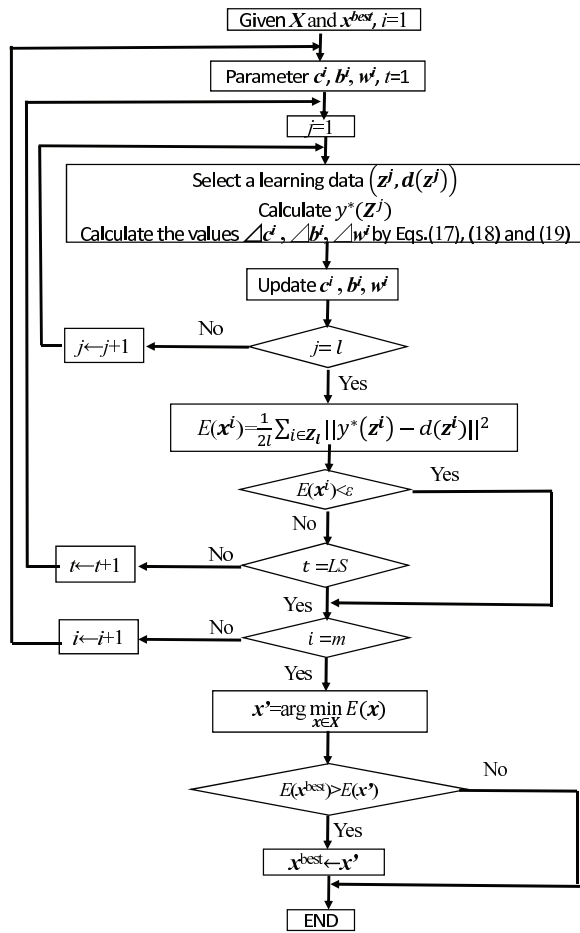 Given X and x^best, i=1
Parameter c^i, b^i, w^i, t=1
j=1
Select a learning data (z^j, d(z^j))
Calculate y*(Z^j)
Calculate the values ⊿c^i, ⊿b^i, ⊿w^i by Eqs.(17), (18) and (19)
Update c^i, b^i, w^i
No
j←j+1
j= l
Yes
E(x^i)=1/2l ∑_{i∈Z_l} ||y*(z^i) − d(z^i)||^2
Yes
E(x^i)<ε
No
No
t←t+1
t =LS
Yes
No
i←i+1
i =m
Yes
x'=arg min_{x∈X} E(x)
No
E(x^best)>E(x')
Yes
x^best←x'
END